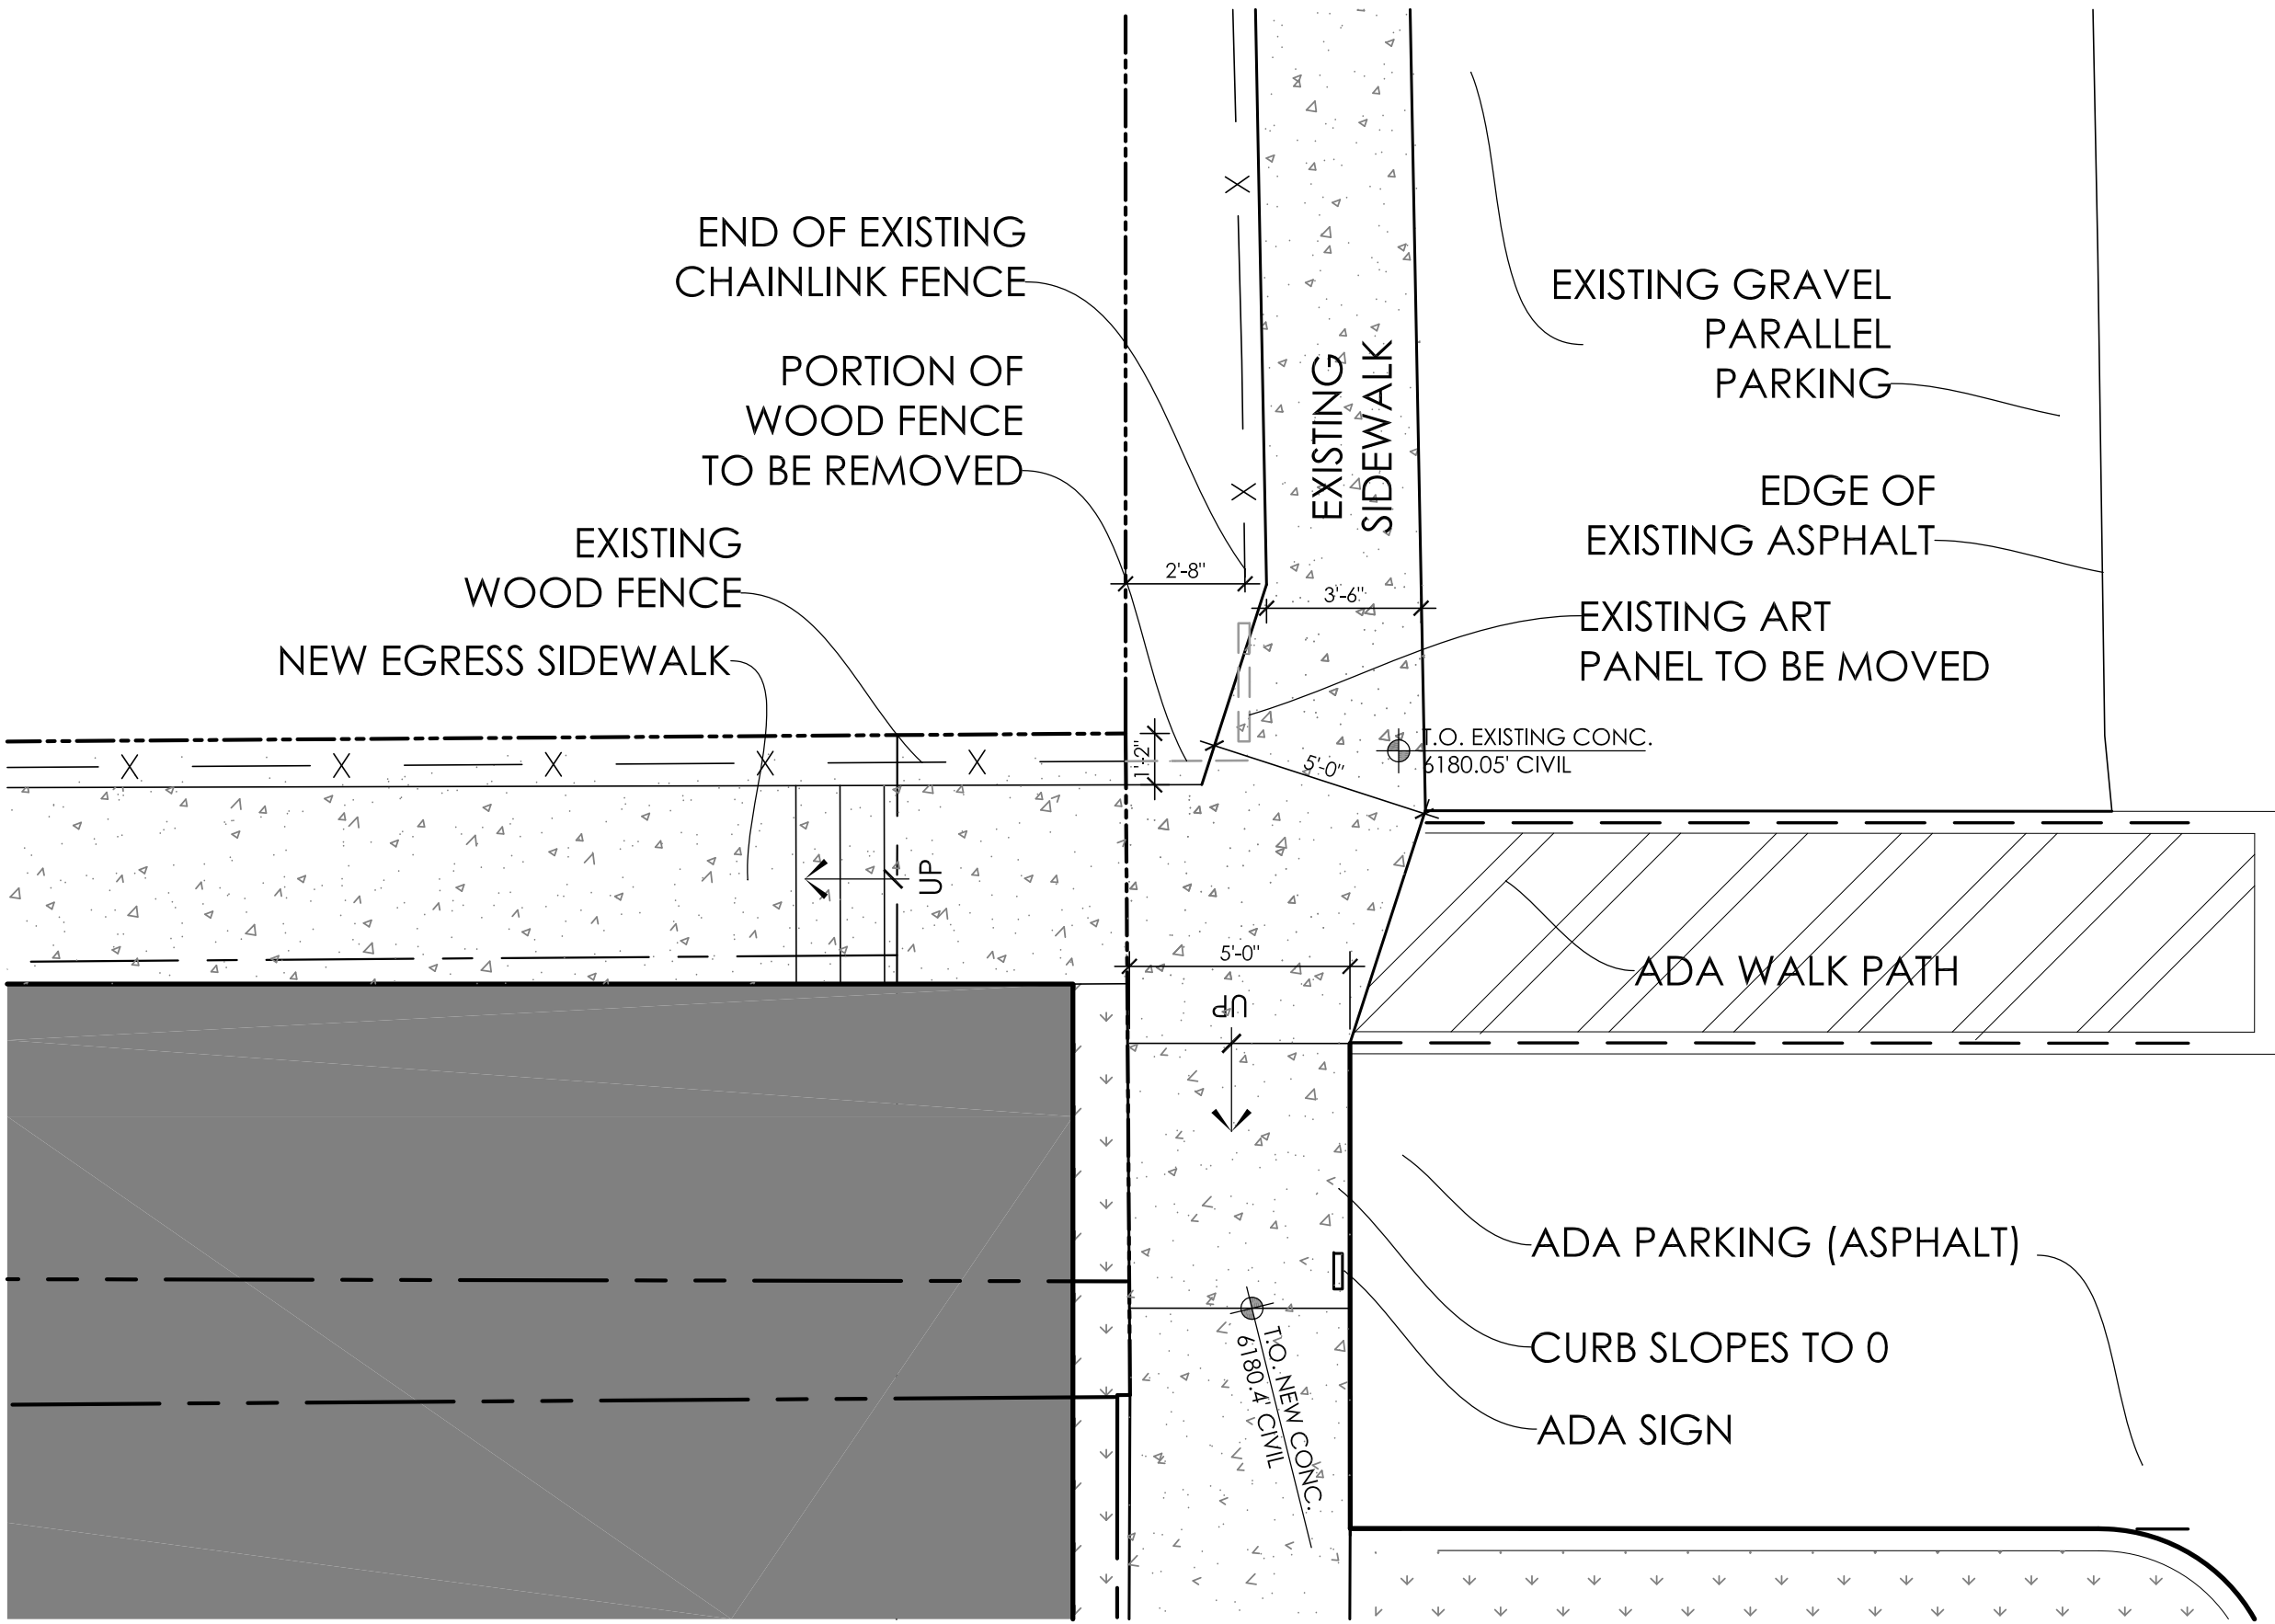 END OF EXISTING
CHAINLINK FENCE
PORTION OF
WOOD FENCE
TO BE REMOVED
EXISTING
WOOD FENCE
NEW EGRESS SIDEWALK
EXISTING
SIDEWALK
EXISTING GRAVEL
PARALLEL
PARKING
EDGE OF
EXISTING ASPHALT
EXISTING ART
PANEL TO BE MOVED
2'-8"
3'-6"
T.O. EXISTING CONC.
6180.05' CIVIL
1'-2"
5'-0"
X
X
X
X
X
X
X
UP
5'-0"
UP
ADA WALK PATH
ADA PARKING (ASPHALT)
CURB SLOPES TO 0
ADA SIGN
T.O. NEW CONC.
6180.4' CIVIL